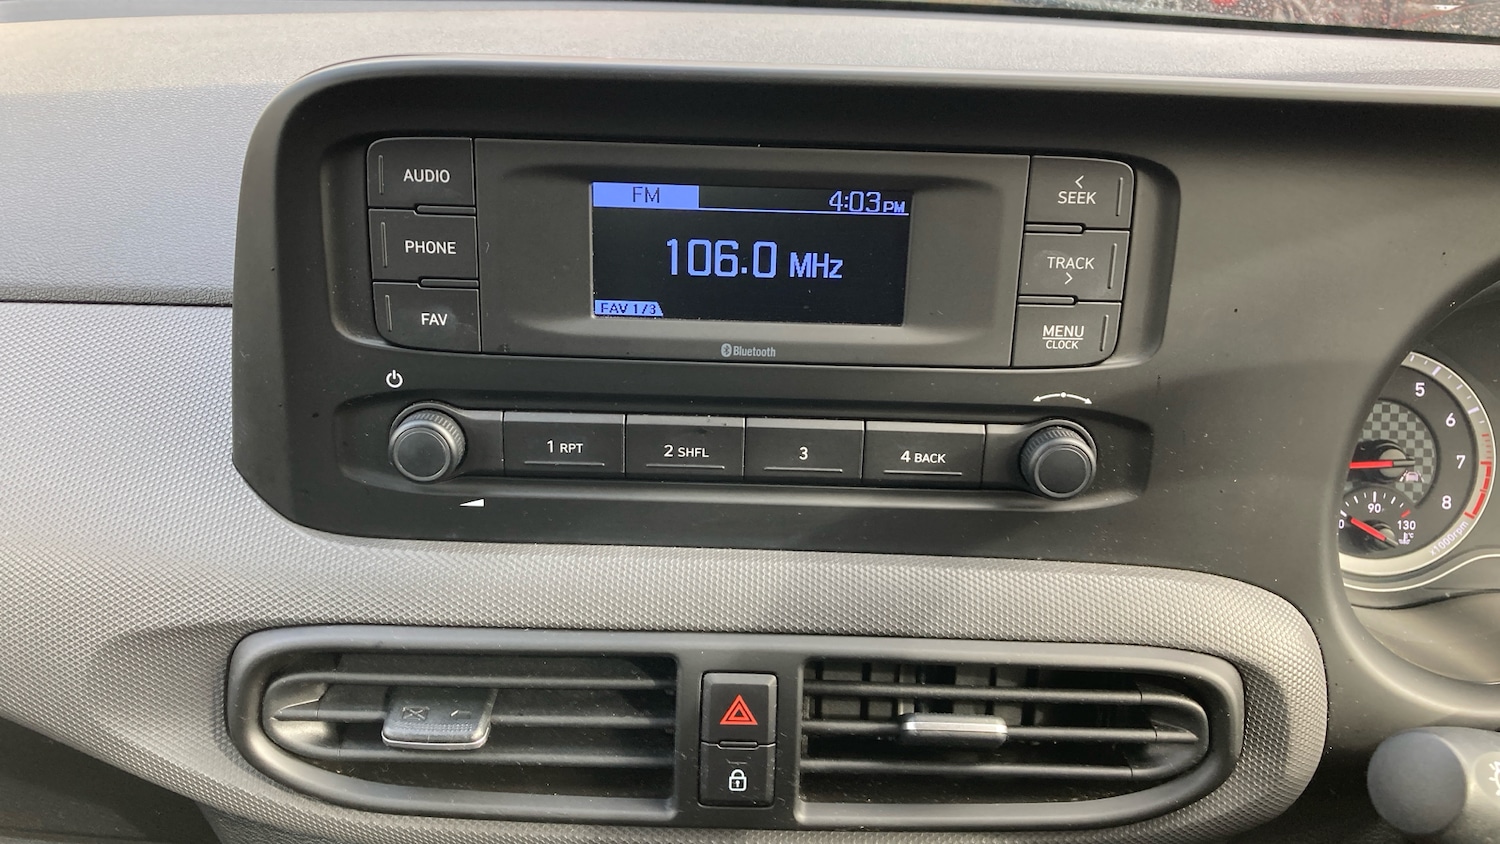 AUDIO
PHONE
FAV
FM 4:03PM
106.0 MHz
FAV 1/3
Bluetooth
SEEK
TRACK
MENU
CLOCK
1 RPT
2 SHFL
3
4 BACK
5
6
7
8
90
130
x1000rpm